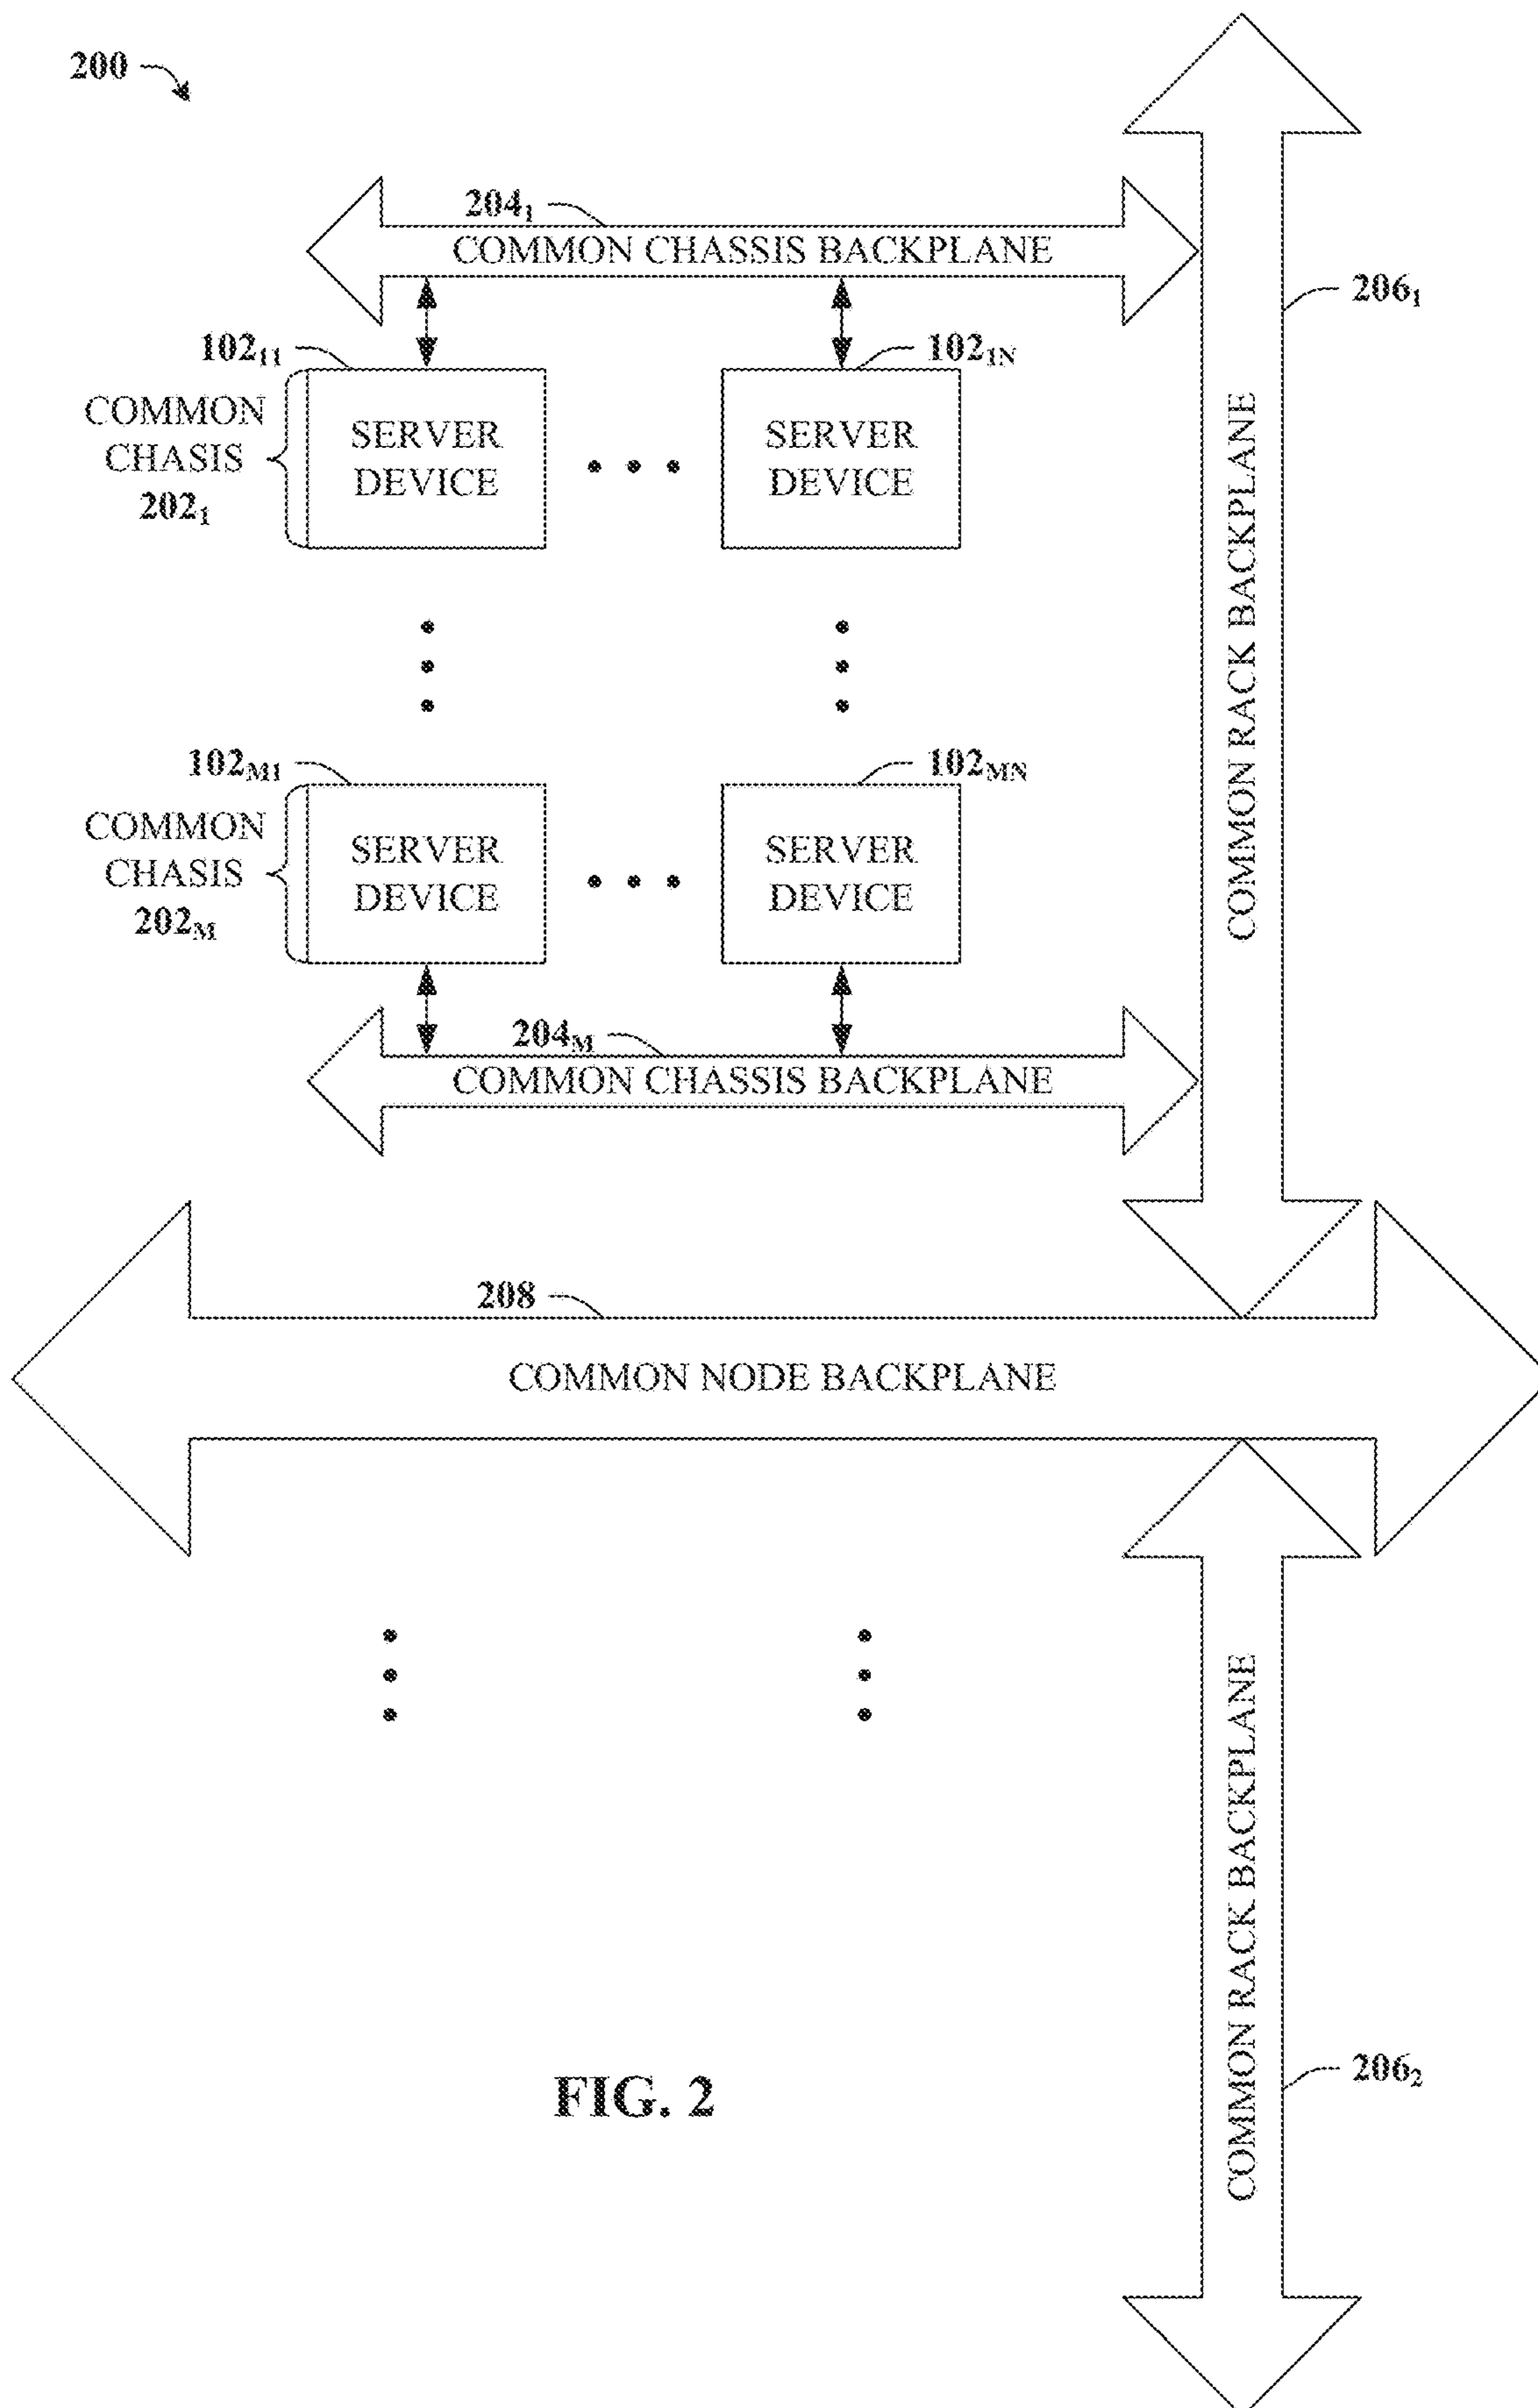 200
204₁
COMMON CHASSIS BACKPLANE
206₁
102₁₁
102₁N
COMMON
CHASIS
202₁
SERVER
DEVICE
SERVER
DEVICE
COMMON RACK BACKPLANE
102M1
102MN
COMMON
CHASIS
202M
SERVER
DEVICE
SERVER
DEVICE
204M
COMMON CHASSIS BACKPLANE
208
COMMON NODE BACKPLANE
COMMON RACK BACKPLANE
206₂
FIG. 2